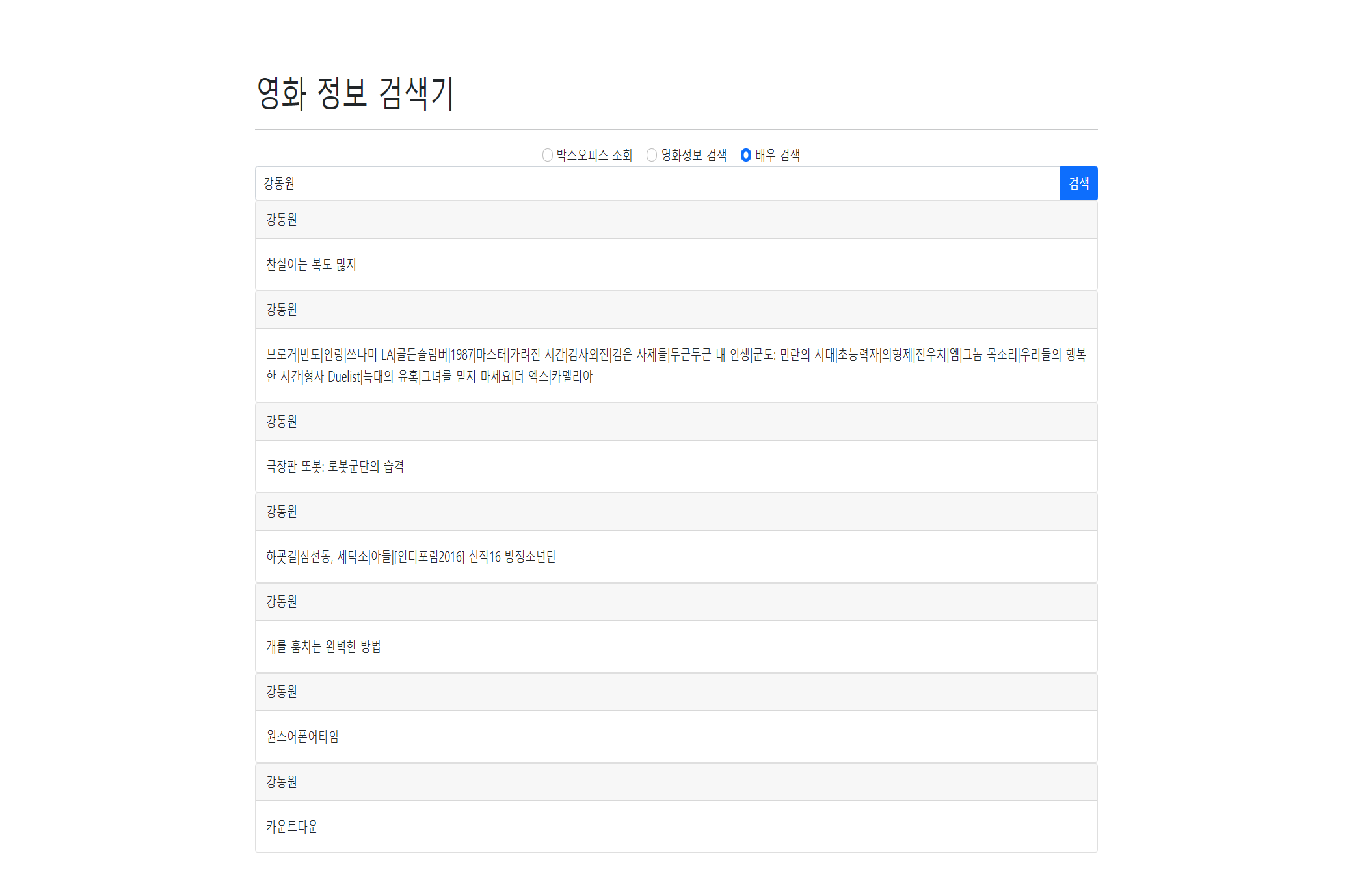 영화 정보 검색기
박스오피스 조회 영화정보 검색 배우 검색
강동원 검색
강동원
찬실이는 복도 많지
강동원
브로커|반도|인랑|쓰나미 LA|골든슬럼버|1987|마스터|가려진 시간|검사외전|검은 사제들|두근두근 내 인생|군도: 민란의 시대|초능력자|의형제|전우치|엠|그놈 목소리|우리들의 행복
한 시간|형사 Duelist|늑대의 유혹|그녀를 믿지 마세요|더 엑스|카멜리아
강동원
극장판 또봇: 로봇군단의 습격
강동원
하굣길|삼선동, 세탁소|아들|[인디포럼2016] 신작16 방정소년단
강동원
개를 훔치는 완벽한 방법
강동원
원스어폰어타임
강동원
카운트다운